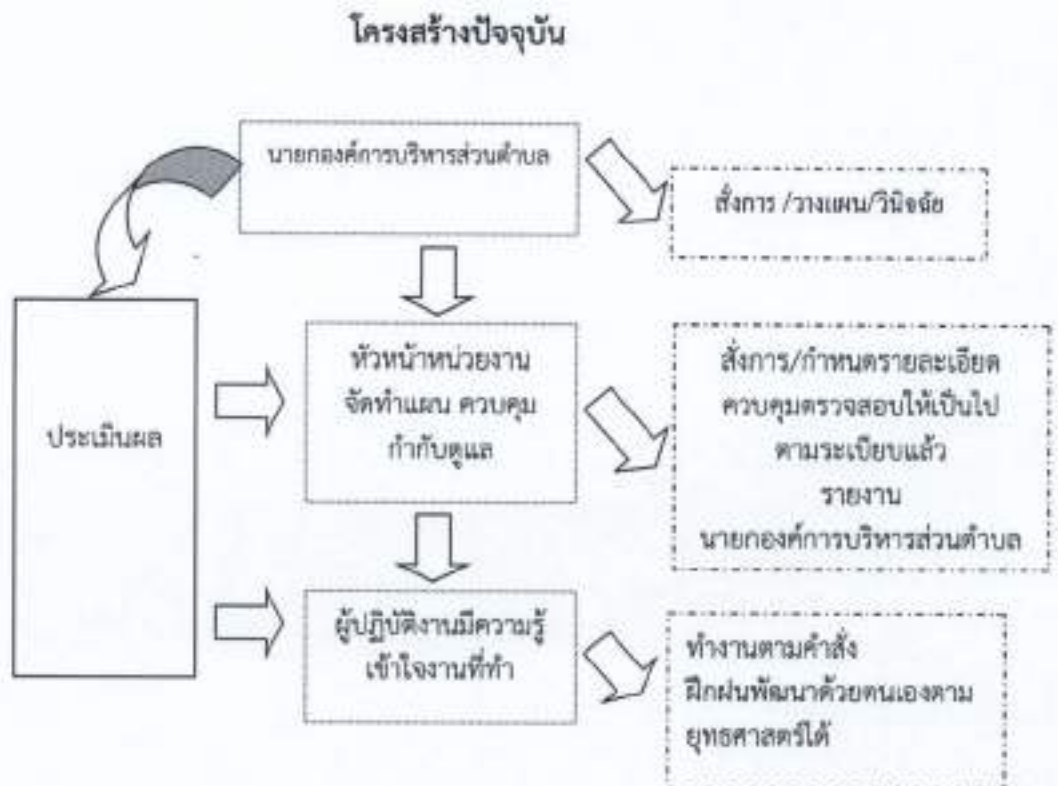 โครงสร้างปัจจุบัน
นายกองค์การบริหารส่วนตำบล
สั่งการ /วางแผน/วินิจฉัย
ประเมินผล
หัวหน้าหน่วยงาน
จัดทำแผน ควบคุม
กำกับดูแล
สั่งการ/กำหนดรายละเอียด
ควบคุมตรวจสอบให้เป็นไป
ตามระเบียบแล้ว
รายงาน
นายกองค์การบริหารส่วนตำบล
ผู้ปฏิบัติงานมีความรู้
เข้าใจงานที่ทำ
ทำงานตามคำสั่ง
ฝึกฝนพัฒนาด้วยตนเองตาม
ยุทธศาสตร์ได้